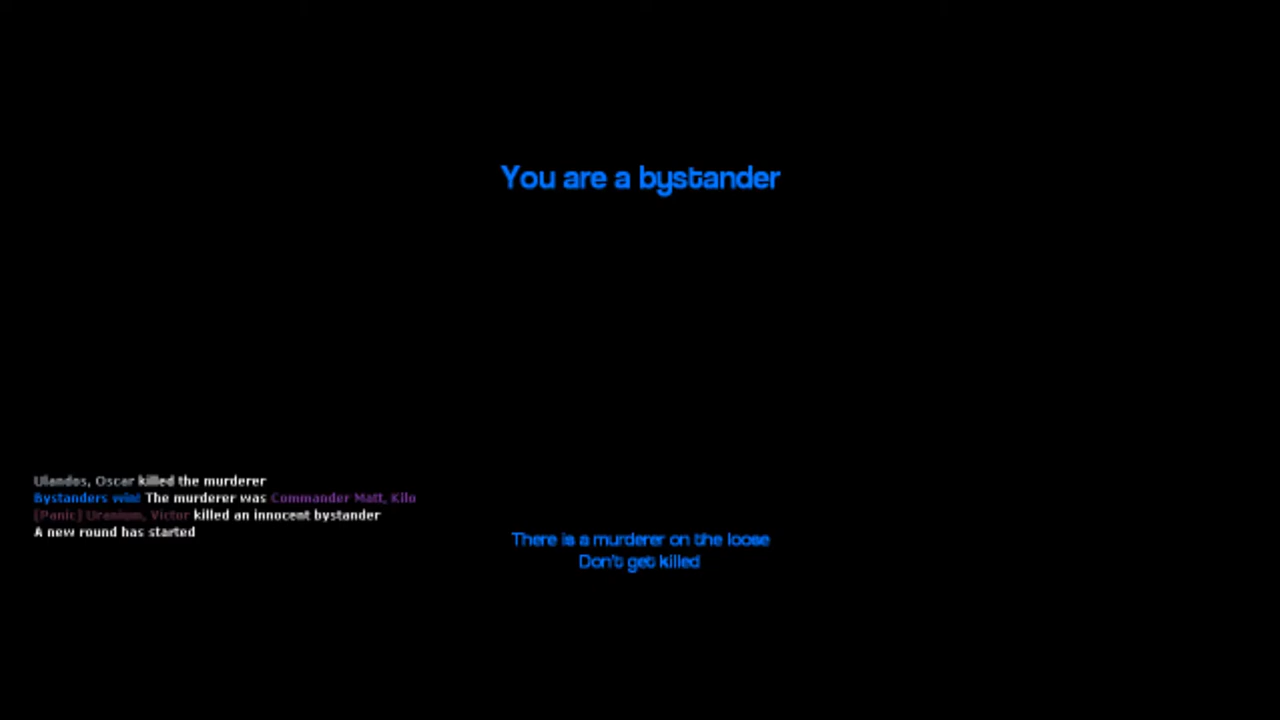 You are a bystander
Ulandos, Oscar killed the murderer
Bystanders win! The murderer was Commander Matt, Kilo
[Panic] Uranium, Victor killed an innocent bystander
A new round has started
There is a murderer on the loose
Don't get killed